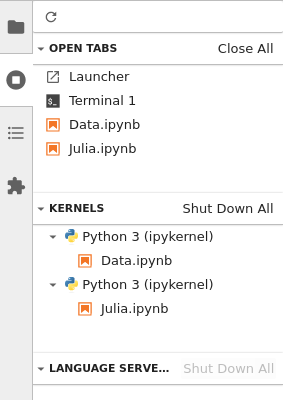 OPEN TABS Close All
Launcher
$_ Terminal 1
Data.ipynb
Julia.ipynb
KERNELS Shut Down All
Python 3 (ipykernel)
Data.ipynb
Python 3 (ipykernel)
Julia.ipynb
LANGUAGE SERVE... Shut Down All